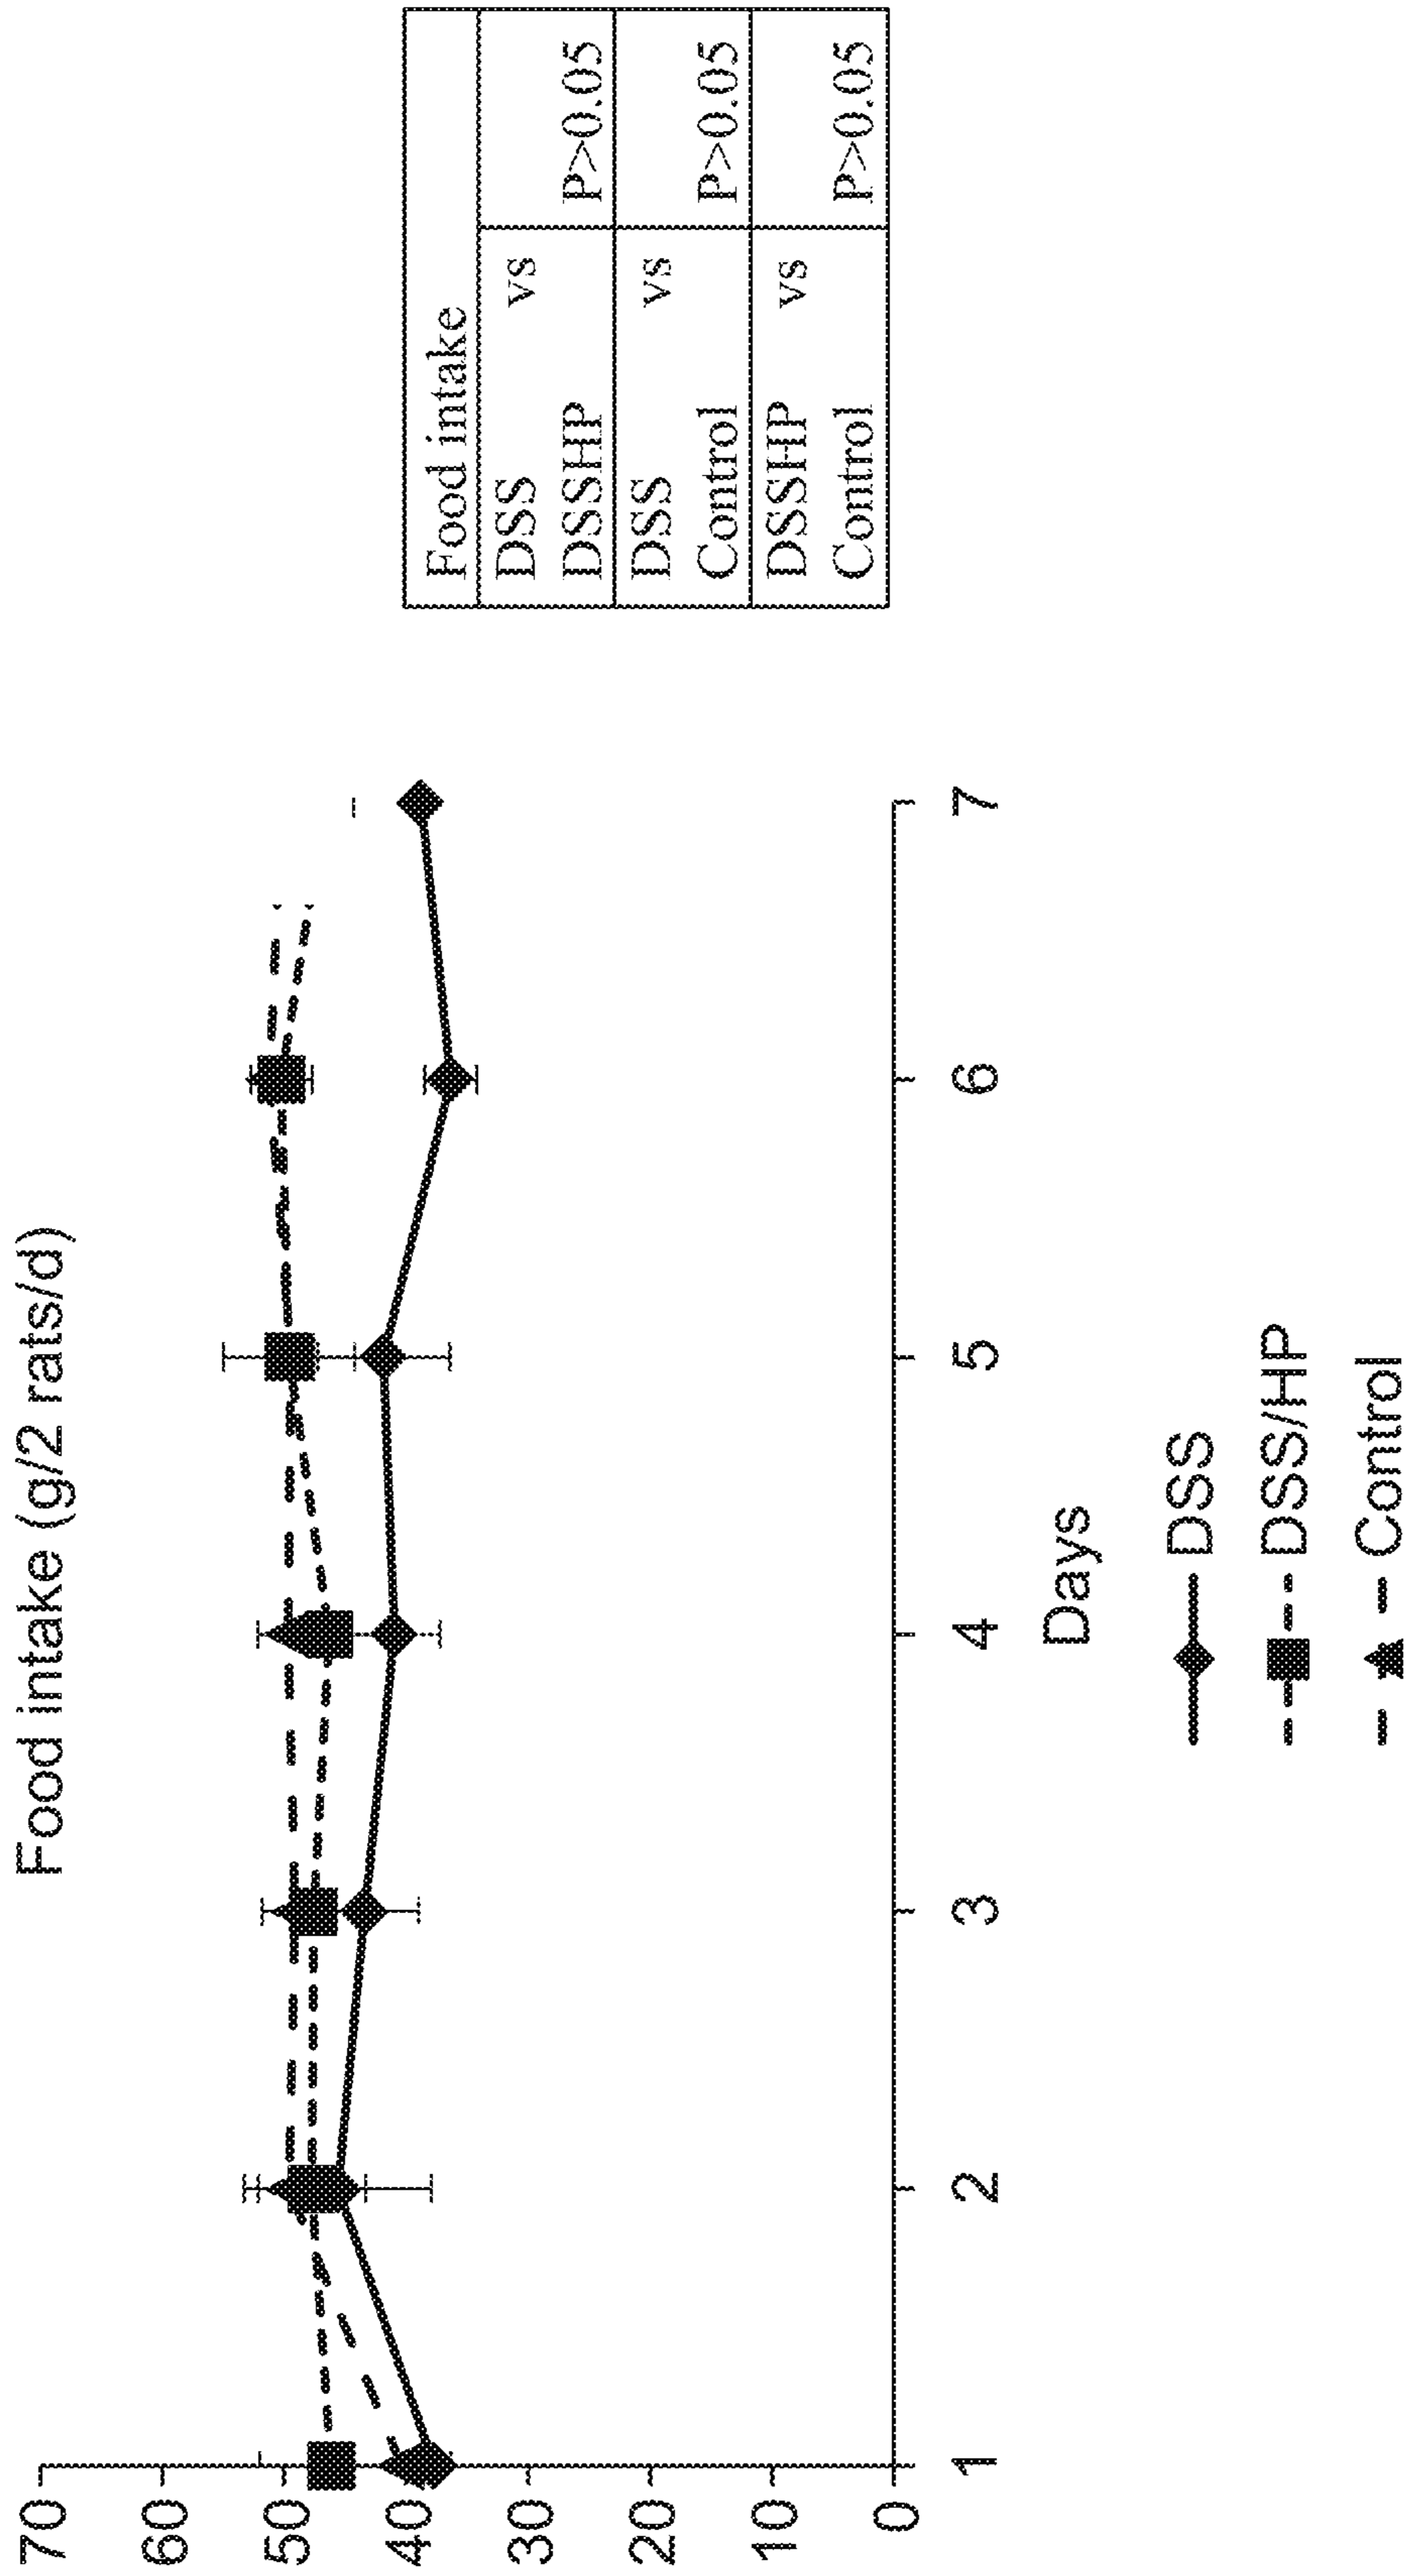 Food intake (g/2 rats/d)
70
60
50
40
30
20
10
0
1
2
3
4
5
6
7
Days
DSS
DSS/HP
Control
Food intake
DSS vs
DSSHP P>0.05
DSS vs
Control P>0.05
DSSHP vs
Control P>0.05